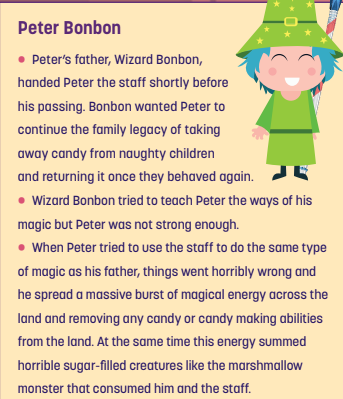 Peter Bonbon
• Peter's father, Wizard Bonbon,
handed Peter the staff shortly before
his passing. Bonbon wanted Peter to
continue the family legacy of taking
away candy from naughty children
and returning it once they behaved again.
• Wizard Bonbon tried to teach Peter the ways of his
magic but Peter was not strong enough.
• When Peter tried to use the staff to do the same type
of magic as his father, things went horribly wrong and
he spread a massive burst of magical energy across the
land and removing any candy or candy making abilities
from the land. At the same time this energy summed
horrible sugar-filled creatures like the marshmallow
monster that consumed him and the staff.